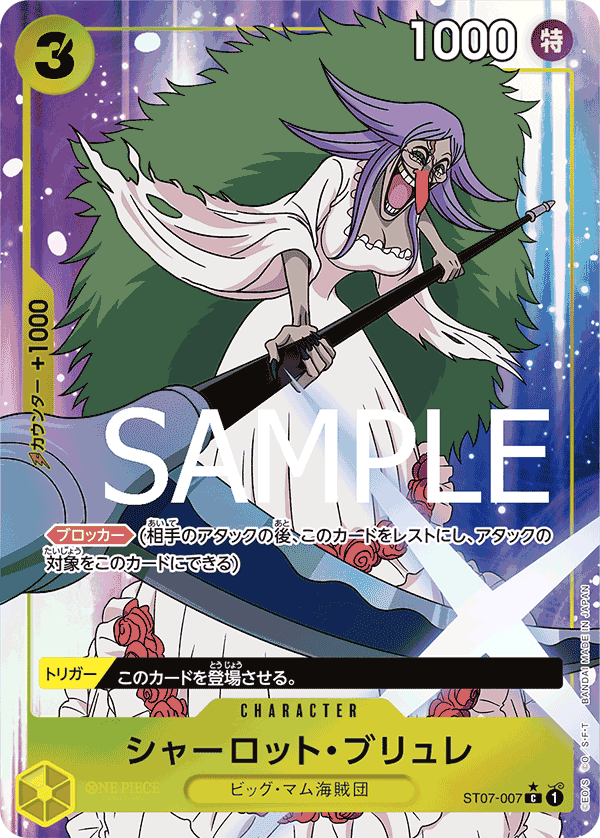 3
1000
特
カウンター +1000
SAMPLE
ブロッカー (相手のアタックの後、このカードをレストにし、アタックの
対象をこのカードにできる)
トリガー このカードを登場させる。
CHARACTER
シャーロット・ブリュレ
ONE PIECE
ビッグ・マム海賊団
ST07-007 C 1
BANDAI MADE IN JAPAN